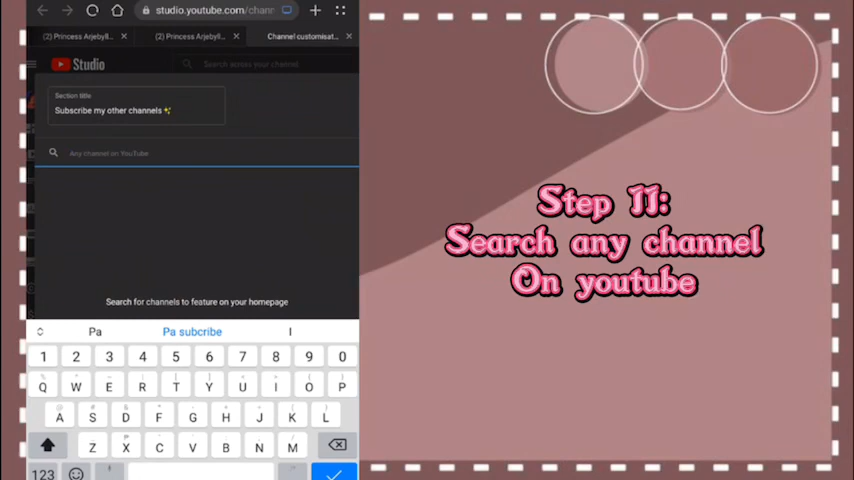 studio.youtube.com/chann
(2) Princess Arjebyll...
(2) Princess Arjebyll...
Channel customisat...
Studio
Search across your channel
Section title
Subscribe my other channels✨
Any channel on YouTube
Search for channels to feature on your homepage
Pa
Pa subcribe
I
1 2 3 4 5 6 7 8 9 0
Q W E R T Y U I O P
A S D F G H J K L
Z X C V B N M
123
Step 11:
Search any channel
On youtube